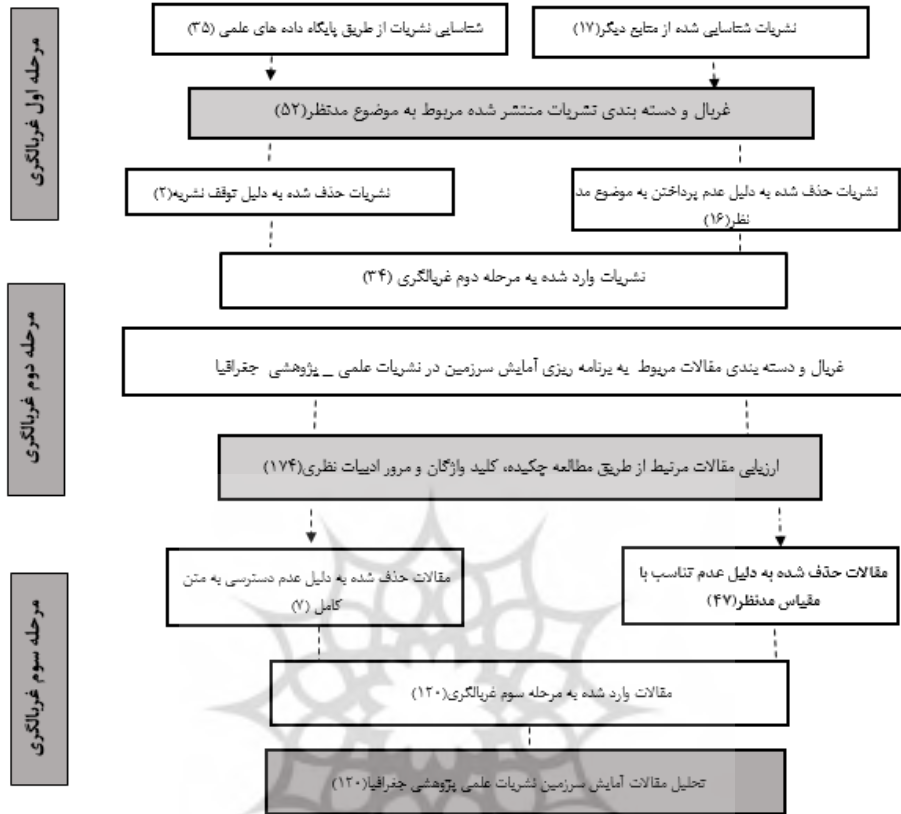 مرحله اول غربالگری
نشریات شناسایی شده از منابع دیگر(۱۷)
شناسایی نشریات از طریق پایگاه داده های علمی (۳۵)
غربال و دسته بندی نشریات منتشر شده مربوط به موضوع مدنظر(۵۲)
نشریات حذف شده به دلیل عدم پرداختن به موضوع مد
نظر(۱۶)
نشریات حذف شده به دلیل توقف نشریه(۲)
نشریات وارد شده به مرحله دوم غربالگری (۳۴)
مرحله دوم غربالگری
غربال و دسته بندی مقالات مربوط به برنامه ریزی آمایش سرزمین در نشریات علمی _ پژوهشی جغرافیا
ارزیابی مقالات مرتبط از طریق مطالعه چکیده، کلید واژگان و مرور ادبیات نظری(۱۷۴)
مرحله سوم غربالگری
مقالات حذف شده به دلیل عدم تناسب با
مقیاس مدنظر(۴۷)
مقالات حذف شده به دلیل عدم دسترسی به متن
کامل (۷)
مقالات وارد شده به مرحله سوم غربالگری(۱۲۰)
تحلیل مقالات آمایش سرزمین نشریات علمی پژوهشی جغرافیا(۱۲۰)